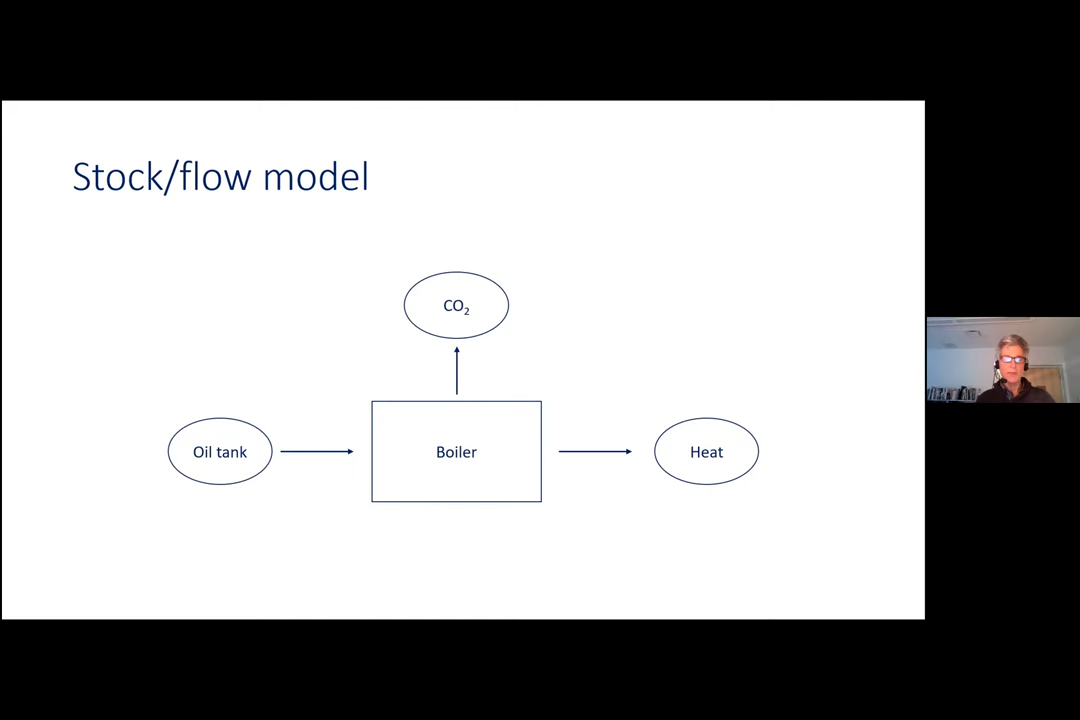 Stock/flow model
CO₂
Oil tank
Boiler
Heat